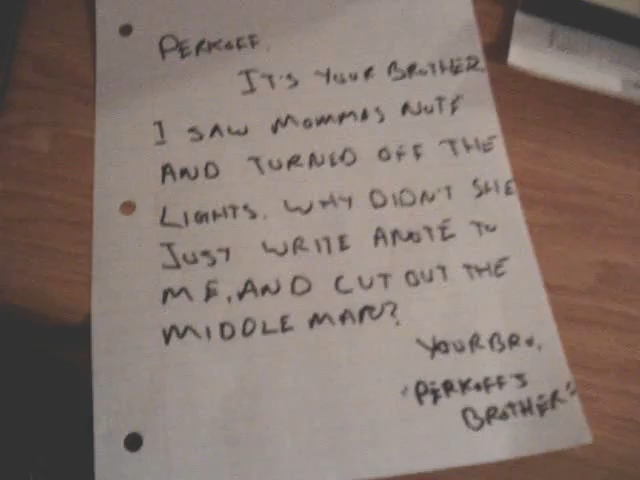 PERKOFF,
IT'S YOUR BROTHER.
I SAW MOMMAS NOTE
AND TURNED OFF THE
LIGHTS. WHY DIDN'T SHE
JUST WRITE A NOTE TO
ME, AND CUT OUT THE
MIDDLE MAN?
YOUR BRO,
"PERKOFF'S
BROTHER"